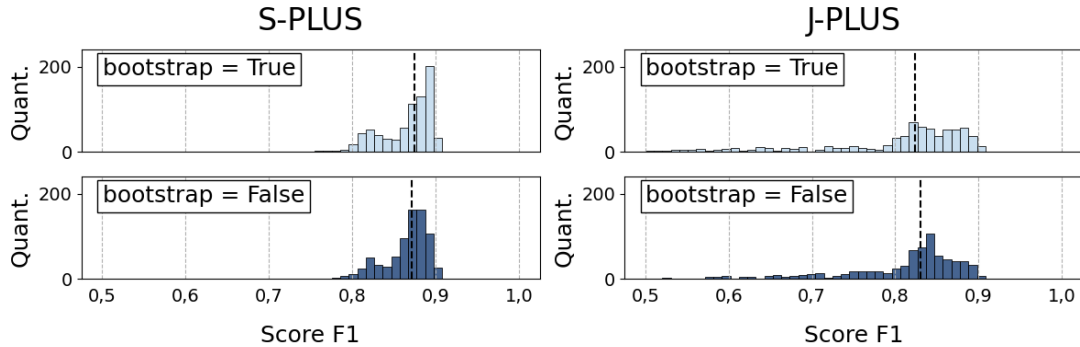 S-PLUS
J-PLUS
bootstrap = True
200
0
Quant.
bootstrap = True
200
0
Quant.
bootstrap = False
200
0
Quant.
0,5 0,6 0,7 0,8 0,9 1,0
Score F1
bootstrap = False
200
0
Quant.
0,5 0,6 0,7 0,8 0,9 1,0
Score F1